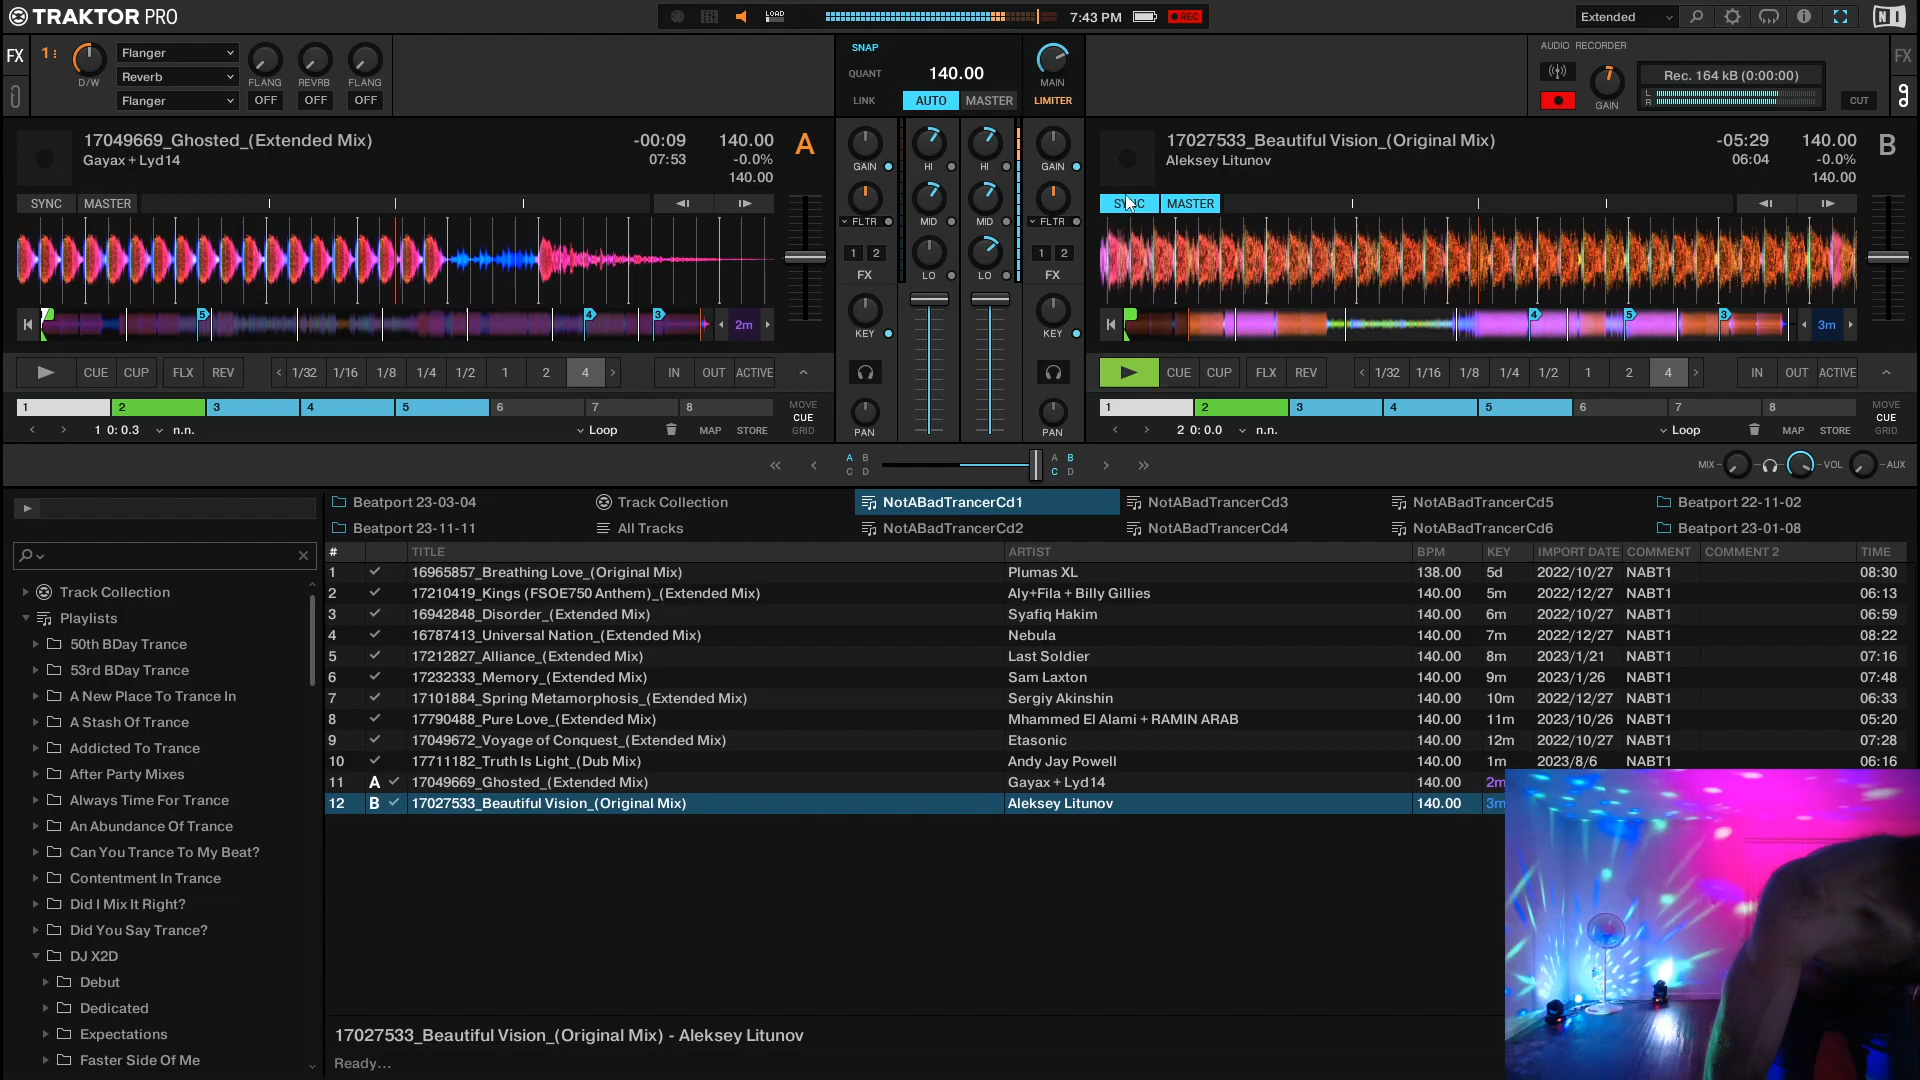 TRAKTOR PRO
LOAD
7:43 PM
REC
Extended
FX
1
D/W
Flanger
Reverb
Flanger
FLANG
REVRB
FLANG
OFF
OFF
OFF
SNAP
QUANT
LINK
140.00
AUTO
MASTER
MAIN
LIMITER
AUDIO RECORDER
GAIN
Rec. 164 kB (0:00:00)
L
R
CUT
FX
17049669_Ghosted_(Extended Mix)
Gayax + Lyd14
-00:09
07:53
140.00
-0.0%
140.00
A
SYNC
MASTER
5
4
3
2m
CUE
CUP
FLX
REV
1/32
1/16
1/8
1/4
1/2
1
2
4
IN
OUT
ACTIVE
1
2
3
4
5
6
7
8
MOVE
CUE
GRID
1 0: 0.3
n.n.
Loop
MAP
STORE
GAIN
HI
HI
GAIN
FLTR
MID
MID
FLTR
1 2
FX
LO
LO
1 2
FX
KEY
KEY
PAN
PAN
17027533_Beautiful Vision_(Original Mix)
Aleksey Litunov
-05:29
06:04
140.00
-0.0%
140.00
B
SYNC
MASTER
4
5
3
3m
CUE
CUP
FLX
REV
1/32
1/16
1/8
1/4
1/2
1
2
4
IN
OUT
ACTIVE
1
2
3
4
5
6
7
8
MOVE
CUE
GRID
2 0: 0.0
n.n.
Loop
MAP
STORE
A B
C D
A B
C D
MIX
VOL
AUX
Beatport 23-03-04
Track Collection
NotABadTrancerCd1
NotABadTrancerCd3
NotABadTrancerCd5
Beatport 22-11-02
Beatport 23-11-11
All Tracks
NotABadTrancerCd2
NotABadTrancerCd4
NotABadTrancerCd6
Beatport 23-01-08
Track Collection
Playlists
50th BDay Trance
53rd BDay Trance
A New Place To Trance In
A Stash Of Trance
Addicted To Trance
After Party Mixes
Always Time For Trance
An Abundance Of Trance
Can You Trance To My Beat?
Contentment In Trance
Did I Mix It Right?
Did You Say Trance?
DJ X2D
Debut
Dedicated
Expectations
Faster Side Of Me
# TITLE ARTIST BPM KEY IMPORT DATE COMMENT COMMENT 2 TIME
1 16965857_Breathing Love_(Original Mix) Plumas XL 138.00 5d 2022/10/27 NABT1 08:30
2 17210419_Kings (FSOE750 Anthem)_(Extended Mix) Aly+Fila + Billy Gillies 140.00 5m 2022/12/27 NABT1 06:13
3 16942848_Disorder_(Extended Mix) Syafiq Hakim 140.00 6m 2022/10/27 NABT1 06:59
4 16787413_Universal Nation_(Extended Mix) Nebula 140.00 7m 2022/12/27 NABT1 08:22
5 17212827_Alliance_(Extended Mix) Last Soldier 140.00 8m 2023/1/21 NABT1 07:16
6 17232333_Memory_(Extended Mix) Sam Laxton 140.00 9m 2023/1/26 NABT1 07:48
7 17101884_Spring Metamorphosis_(Extended Mix) Sergiy Akinshin 140.00 10m 2022/12/27 NABT1 06:33
8 17790488_Pure Love_(Extended Mix) Mhammed El Alami + RAMIN ARAB 140.00 11m 2023/10/26 NABT1 05:20
9 17049672_Voyage of Conquest_(Extended Mix) Etasonic 140.00 12m 2022/10/27 NABT1 07:28
10 17711182_Truth Is Light_(Dub Mix) Andy Jay Powell 140.00 1m 2023/8/6 NABT1 06:16
11 A 17049669_Ghosted_(Extended Mix) Gayax + Lyd14 140.00 2m
12 B 17027533_Beautiful Vision_(Original Mix) Aleksey Litunov 140.00 3m
17027533_Beautiful Vision_(Original Mix) - Aleksey Litunov
Ready...